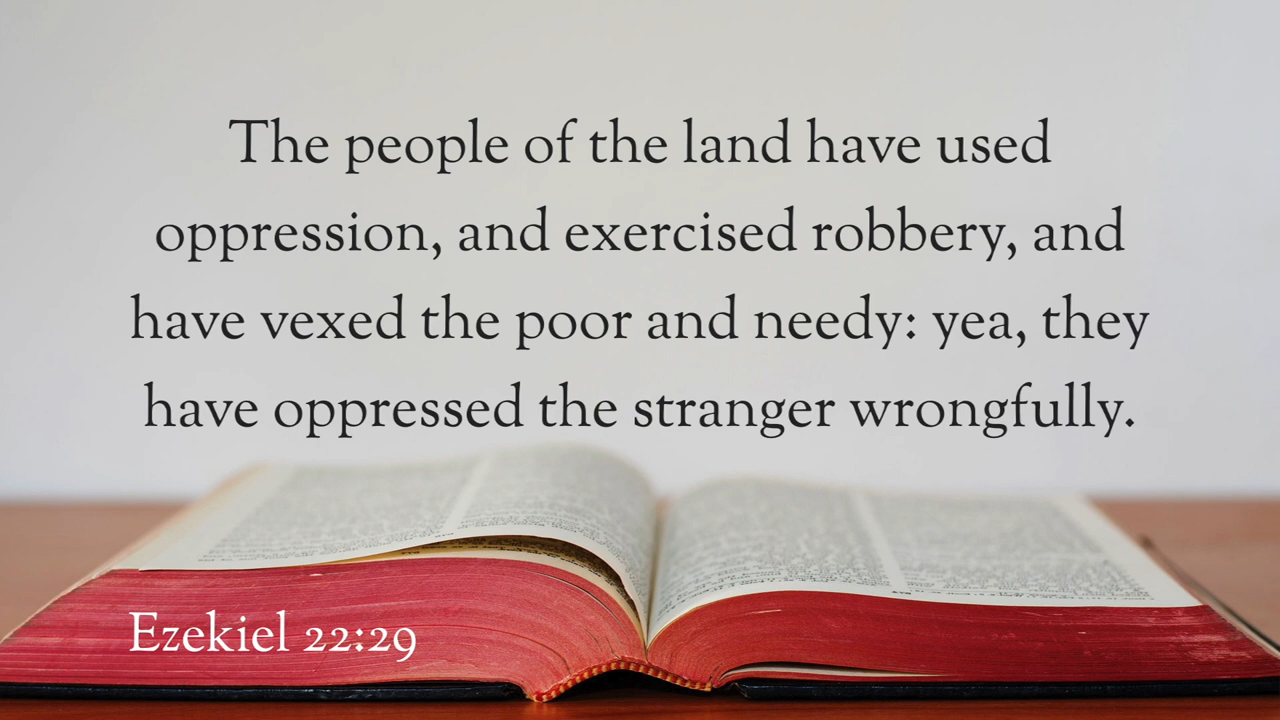 The people of the land have used
oppression, and exercised robbery, and
have vexed the poor and needy: yea, they
have oppressed the stranger wrongfully.
Ezekiel 22:29